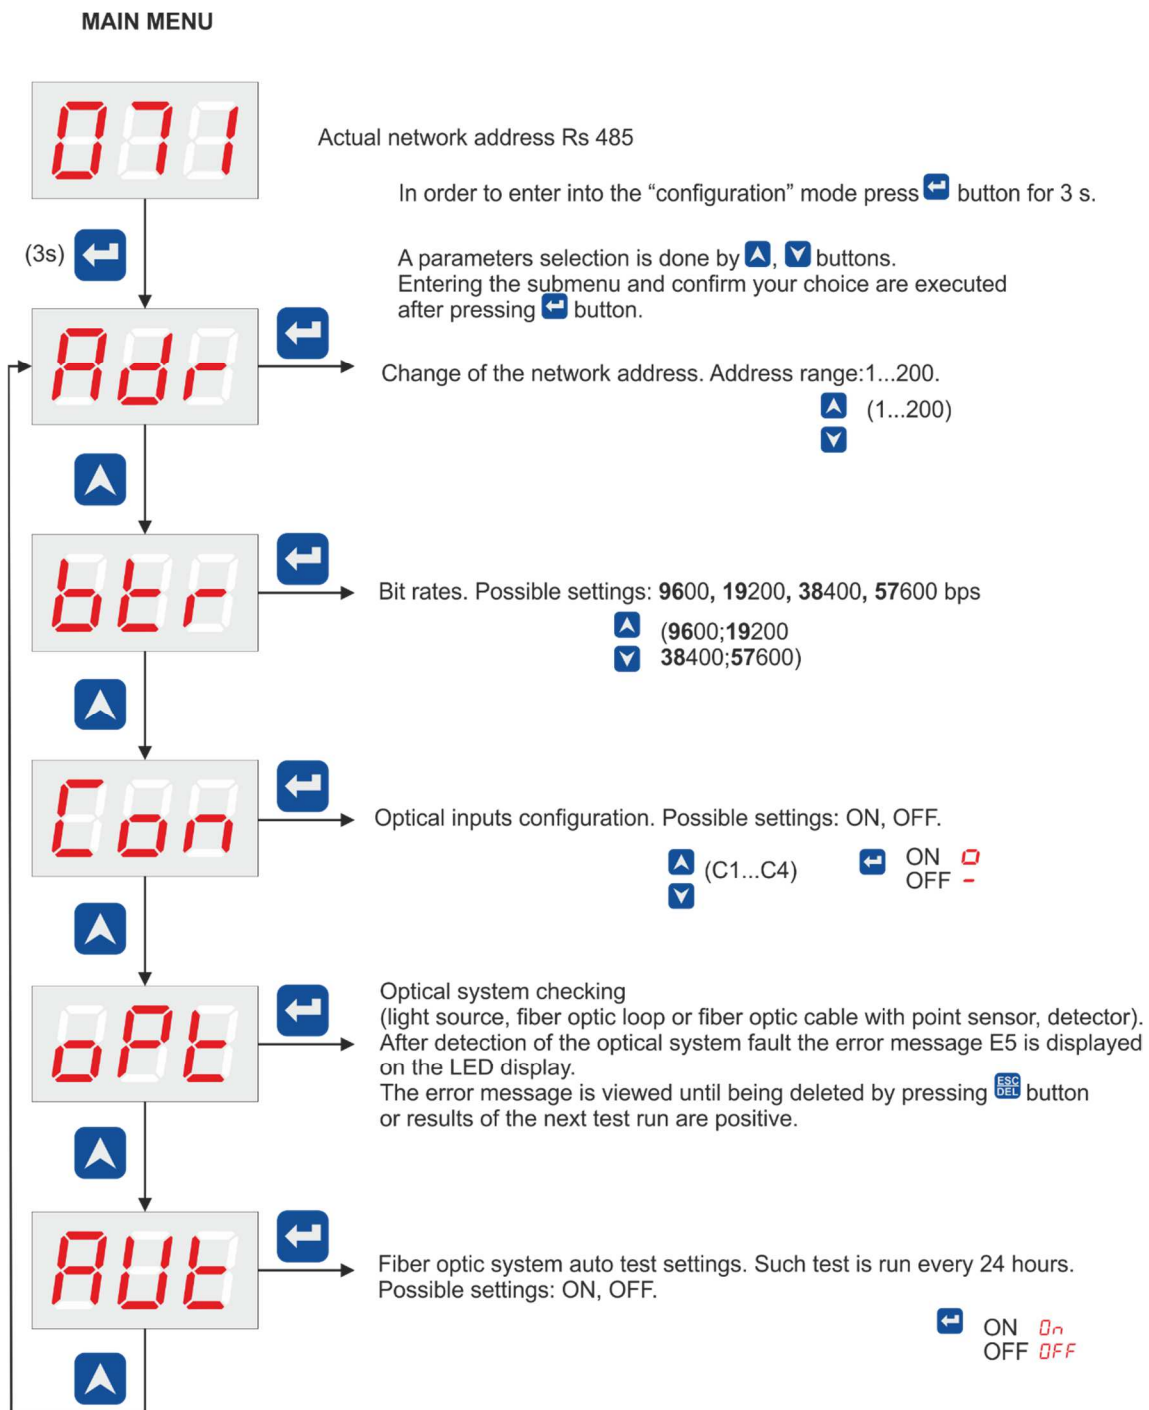 MAIN MENU
071
Actual network address Rs 485
In order to enter into the “configuration” mode press button for 3 s.
(3s)
A parameters selection is done by , buttons.
Entering the submenu and confirm your choice are executed
after pressing button.
Adr
Change of the network address. Address range:1...200.
(1...200)
btr
Bit rates. Possible settings: 9600, 19200, 38400, 57600 bps
(9600;19200
38400;57600)
Con
Optical inputs configuration. Possible settings: ON, OFF.
(C1...C4)
ON o
OFF -
oPt
Optical system checking
(light source, fiber optic loop or fiber optic cable with point sensor, detector).
After detection of the optical system fault the error message E5 is displayed
on the LED display.
The error message is viewed until being deleted by pressing ESC DEL button
or results of the next test run are positive.
AUt
Fiber optic system auto test settings. Such test is run every 24 hours.
Possible settings: ON, OFF.
ON On
OFF OFF